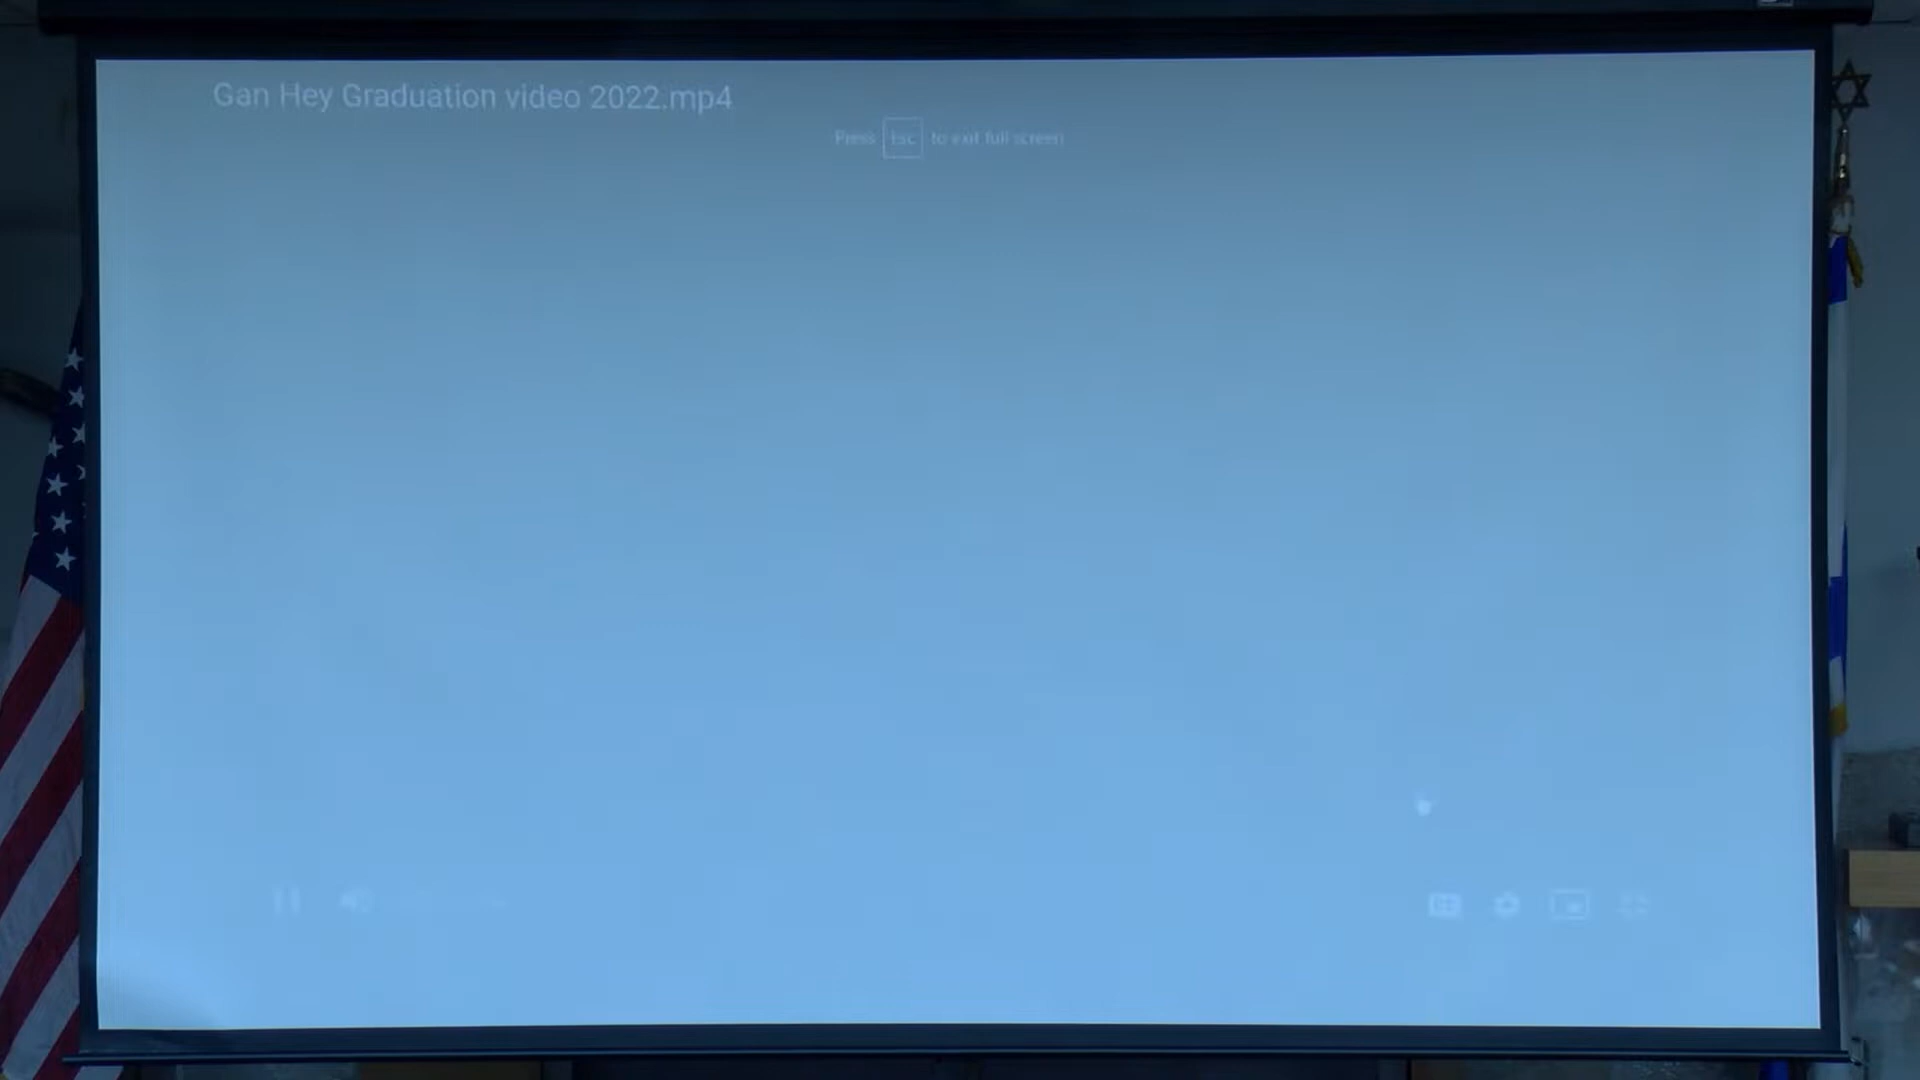 Gan Hey Graduation video 2022.mp4
Press Esc to exit full screen